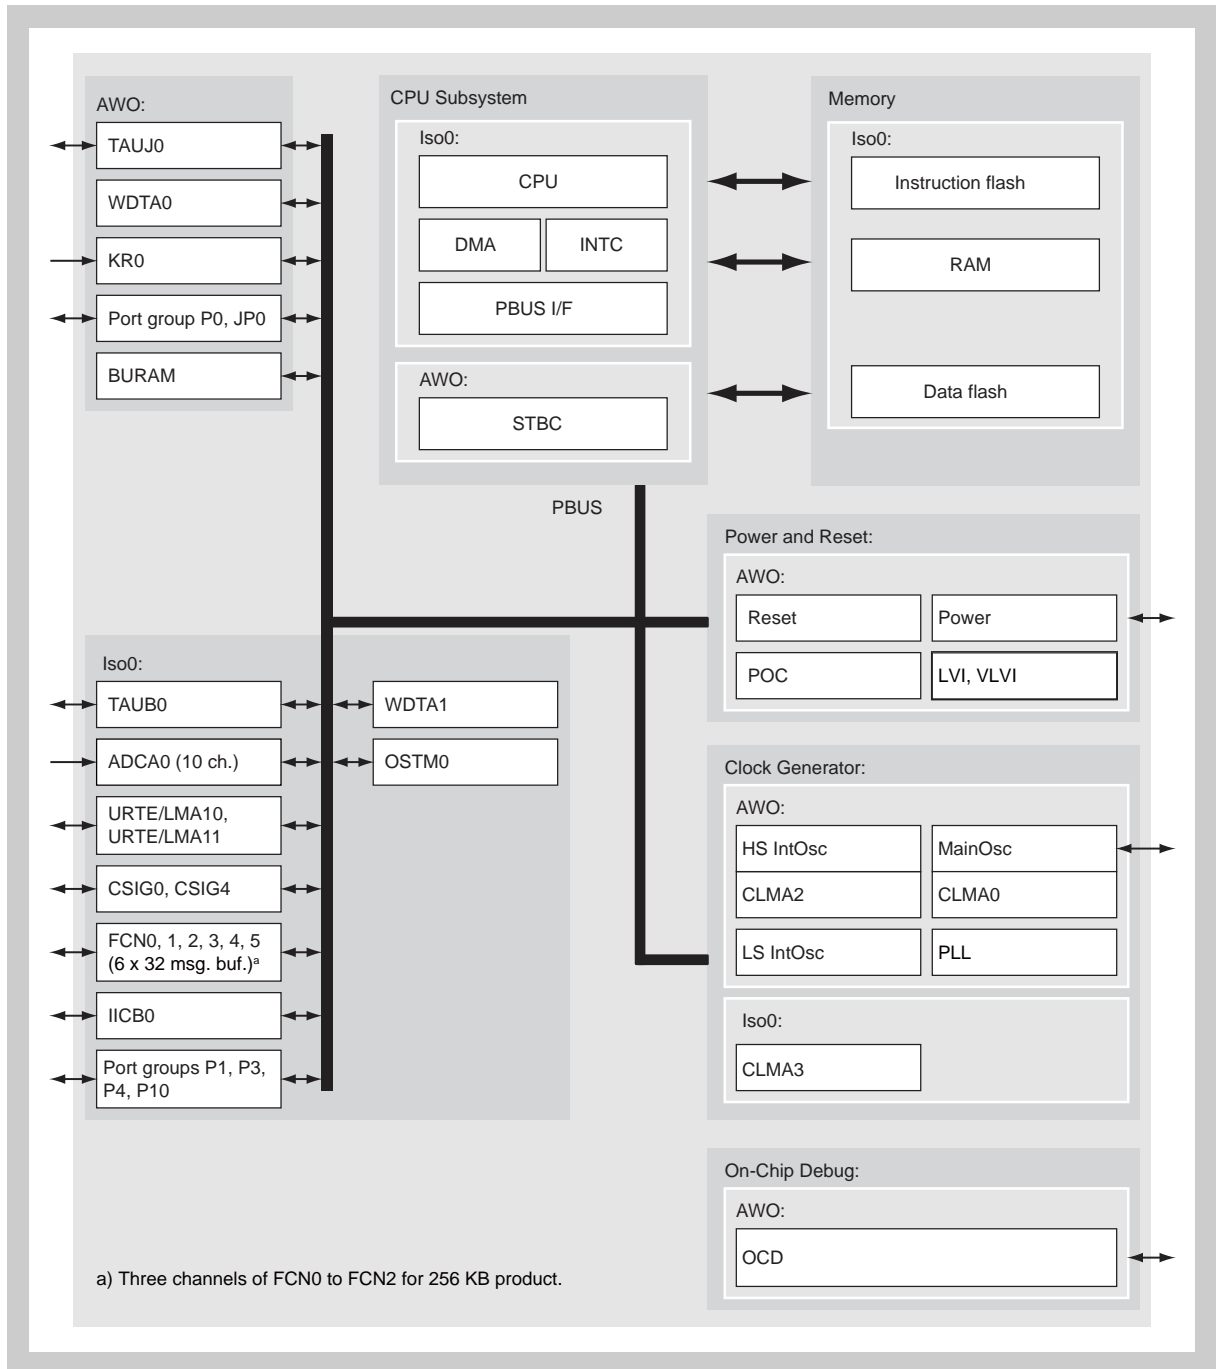 AWO:
TAUJ0
WDTA0
KR0
Port group P0, JP0
BURAM
CPU Subsystem
Iso0:
CPU
DMA
INTC
PBUS I/F
AWO:
STBC
Memory
Iso0:
Instruction flash
RAM
Data flash
PBUS
Power and Reset:
AWO:
Reset
Power
POC
LVI, VLVI
Iso0:
TAUB0
ADCA0 (10 ch.)
URTE/LMA10,
URTE/LMA11
CSIG0, CSIG4
FCN0, 1, 2, 3, 4, 5
(6 x 32 msg. buf.)a
IICB0
Port groups P1, P3,
P4, P10
WDTA1
OSTM0
Clock Generator:
AWO:
HS IntOsc
MainOsc
CLMA2
CLMA0
LS IntOsc
PLL
Iso0:
CLMA3
On-Chip Debug:
AWO:
OCD
a) Three channels of FCN0 to FCN2 for 256 KB product.